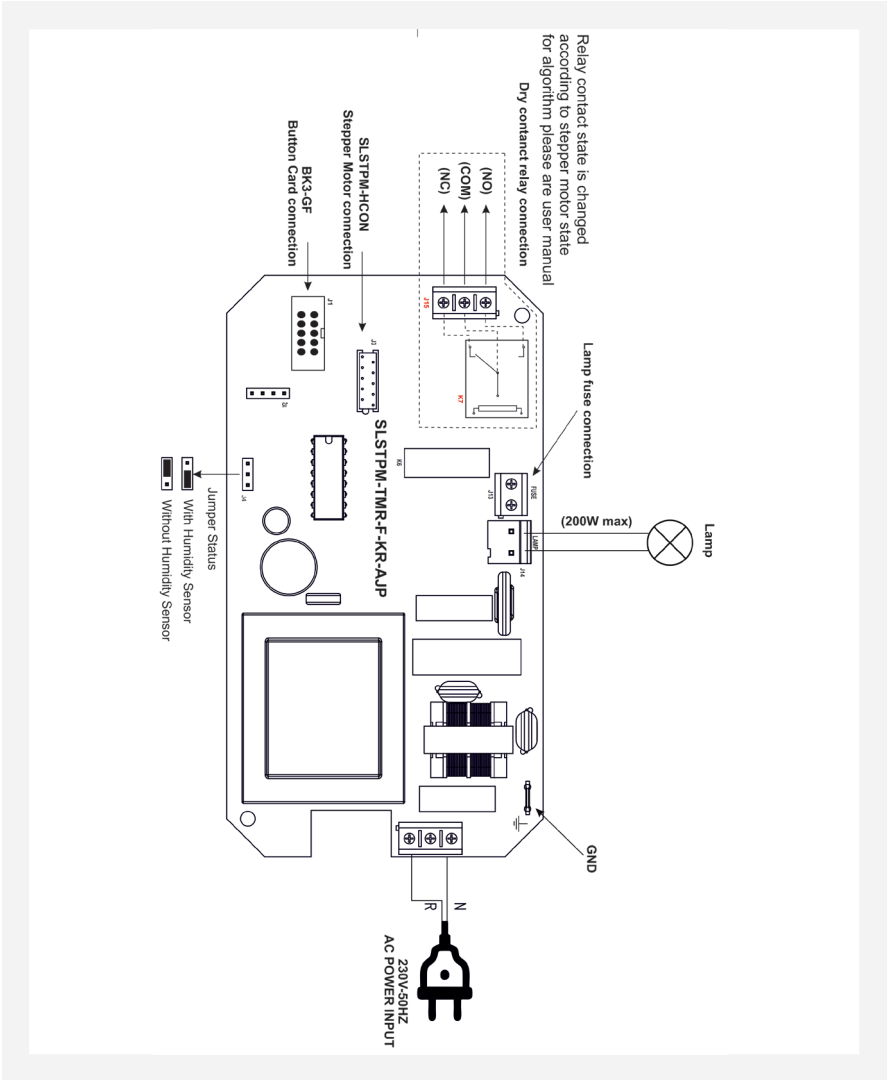 Relay contact state is changed
according to stepper motor state
for algorithm please are user manual
Dry contanct relay connection
(NO)
(COM)
(NC)
SLSTPM-HCON
Stepper Motor connection
BK3-GF
Button Card connection
J15
K7
J1
J3
J4
K6
Lamp fuse connection
FUSE
J13
LAMP
J14
(200W max)
Lamp
SLSTPM-TMR-F-KR-AJP
Jumper Status
With Humidity Sensor
Without Humidity Sensor
GND
N
R
230V-50HZ
AC POWER INPUT